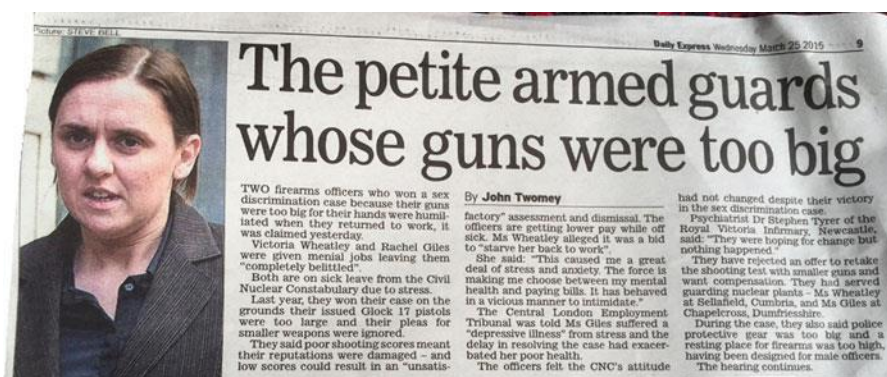 Picture: STEVE BELL
Daily Express Wednesday March 25 2015 9
The petite armed guards
whose guns were too big
TWO firearms officers who won a sex
discrimination case because their guns
were too big for their hands were humil-
iated when they returned to work, it
was claimed yesterday.
Victoria Wheatley and Rachel Giles
were given menial jobs leaving them
"completely belittled".
Both are on sick leave from the Civil
Nuclear Constabulary due to stress.
Last year, they won their case on the
grounds their issued Glock 17 pistols
were too large and their pleas for
smaller weapons were ignored.
They said poor shooting scores meant
their reputations were damaged – and
low scores could result in an "unsatis-
By John Twomey
factory" assessment and dismissal. The
officers are getting lower pay while off
sick. Ms Wheatley alleged it was a bid
to "starve her back to work".
She said: "This caused me a great
deal of stress and anxiety. The force is
making me choose between my mental
health and paying bills. It has behaved
in a vicious manner to intimidate."
The Central London Employment
Tribunal was told Ms Giles suffered a
"depressive illness" from stress and the
delay in resolving the case had exacer-
bated her poor health.
The officers felt the CNC's attitude
had not changed despite their victory
in the sex discrimination case.
Psychiatrist Dr Stephen Tyrer of the
Royal Victoria Infirmary, Newcastle,
said: "They were hoping for change but
nothing happened."
They have rejected an offer to retake
the shooting test with smaller guns and
want compensation. They had served
guarding nuclear plants – Ms Wheatley
at Sellafield, Cumbria, and Ms Giles at
Chapelcross, Dumfriesshire.
During the case, they also said police
protective gear was too big and a
resting place for firearms was too high,
having been designed for male officers.
The hearing continues.